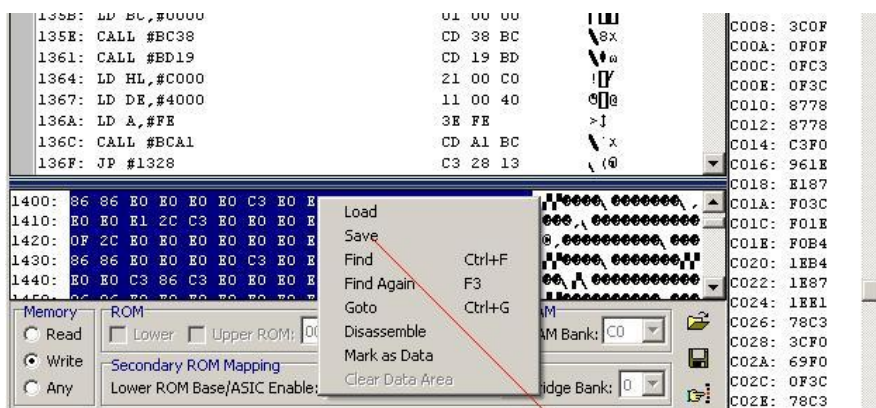 135B: LD BC,#0000 01 00 00
135E: CALL #BC38 CD 38 BC
1361: CALL #BD19 CD 19 BD
1364: LD HL,#C000 21 00 C0
1367: LD DE,#4000 11 00 40
136A: LD A,#FE 3E FE
136C: CALL #BCA1 CD A1 BC
136F: JP #1328 C3 28 13
1400: 86 86 E0 E0 E0 E0 C3 E0 E
1410: E0 E0 E1 2C C3 E0 E0 E0
1420: 0F 2C E0 E0 E0 E0 E0 E0
1430: 86 86 E0 E0 E0 E0 C3 E0
1440: E0 E0 C3 86 C3 E0 E0 E0
Load
Save
Find Ctrl+F
Find Again F3
Goto Ctrl+G
Disassemble
Mark as Data
Clear Data Area
Memory
Read
Write
Any
ROM
Lower Upper ROM:
Secondary ROM Mapping
Lower ROM Base/ASIC Enable:
AM Bank: C0
ridge Bank: 0
C008: 3C0F
C00A: 0F0F
C00C: 0FC3
C00E: 0F3C
C010: 8778
C012: 8778
C014: C3F0
C016: 961E
C018: E187
C01A: F03C
C01C: F01E
C01E: F0B4
C020: 1EB4
C022: 1E87
C024: 1EE1
C026: 78C3
C028: 3CF0
C02A: 69F0
C02C: 0F3C
C02E: 78C3